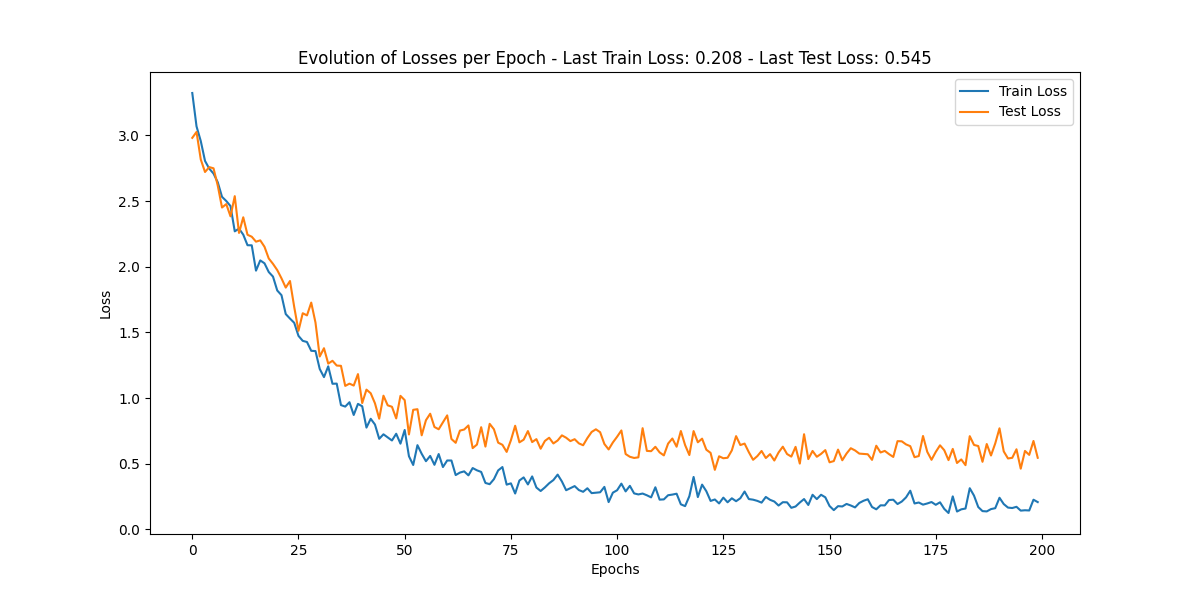 Evolution of Losses per Epoch - Last Train Loss: 0.208 - Last Test Loss: 0.545
Train Loss
Test Loss
3.0
2.5
2.0
1.5
1.0
0.5
0.0
Loss
0 25 50 75 100 125 150 175 200
Epochs